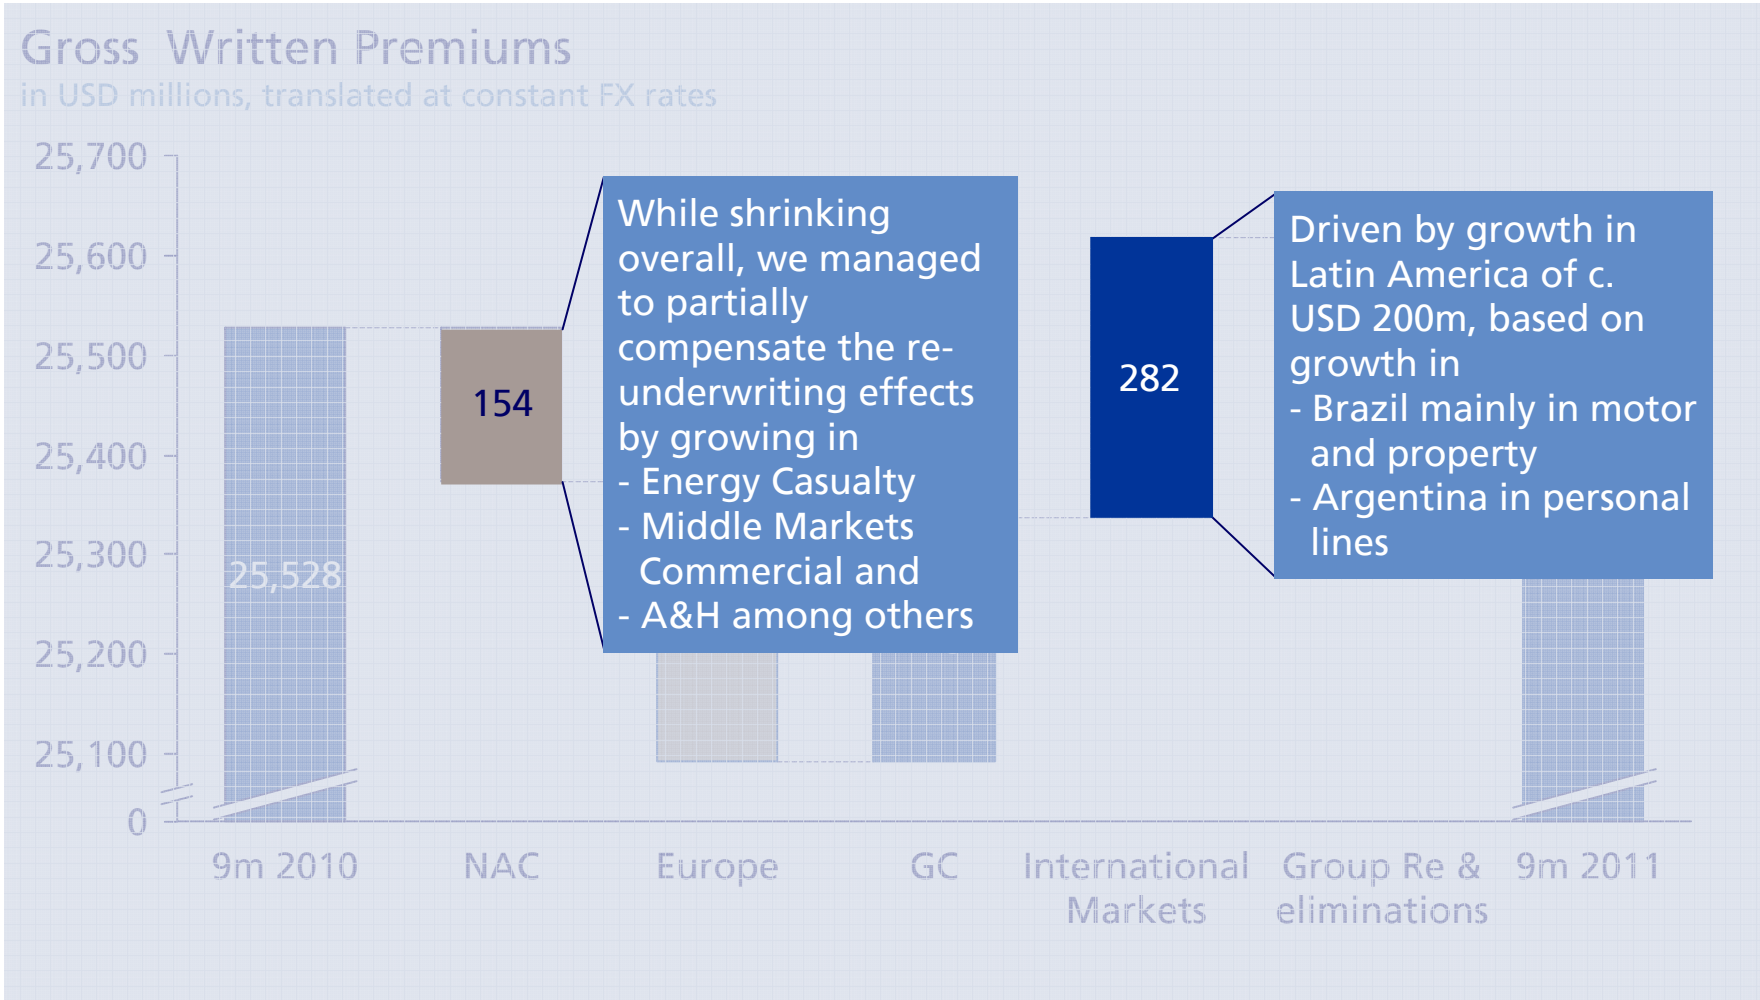 Gross Written Premiums
in USD millions, translated at constant FX rates
25,700
25,600
25,500
25,400
25,300
25,200
25,100
0
25,528
154
While shrinking
overall, we managed
to partially
compensate the re-
underwriting effects
by growing in
- Energy Casualty
- Middle Markets
Commercial and
- A&H among others
282
Driven by growth in
Latin America of c.
USD 200m, based on
growth in
- Brazil mainly in motor
and property
- Argentina in personal
lines
9m 2010
NAC
Europe
GC
International
Markets
Group Re &
eliminations
9m 2011